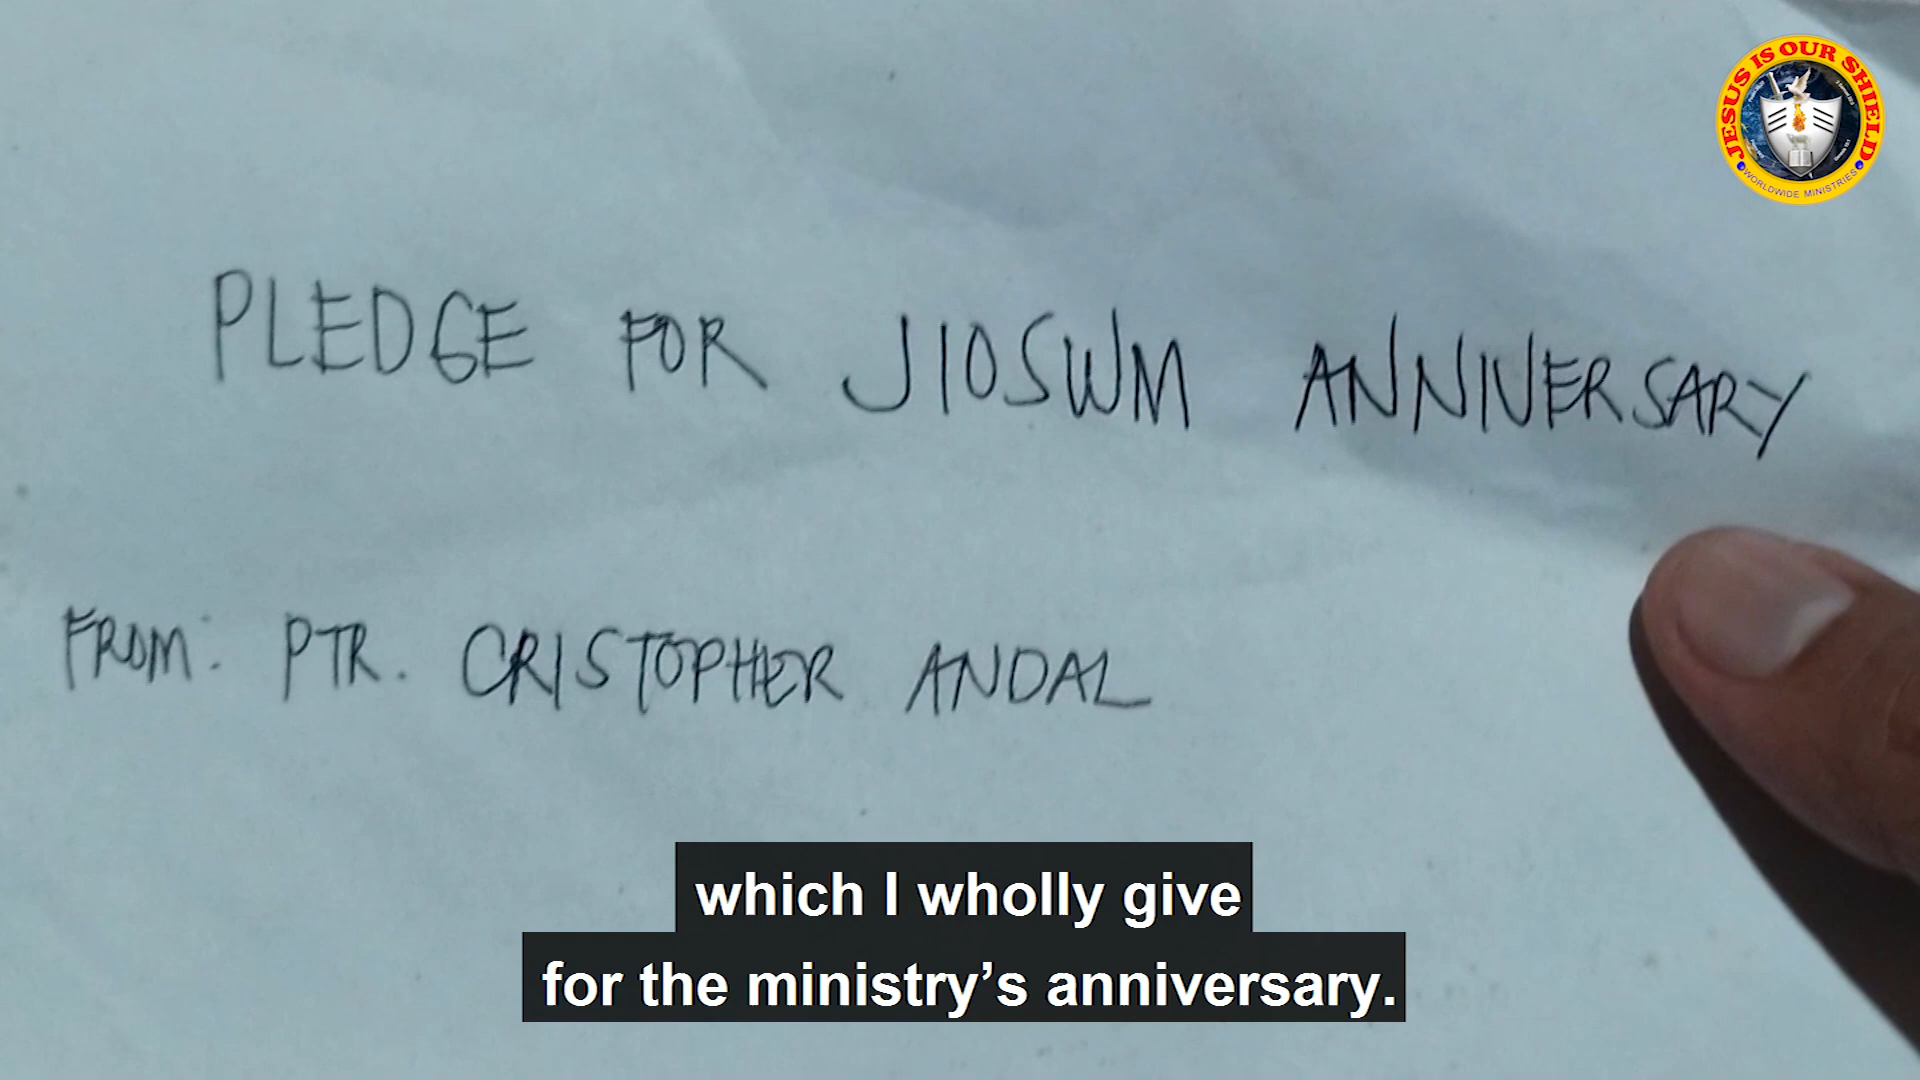 JESUS IS OUR SHIELD
WORLDWIDE MINISTRIES
PLEDGE FOR JIOSWM ANNIVERSARY
FROM: PTR. CRISTOPHER ANDAL
which I wholly give
for the ministry’s anniversary.